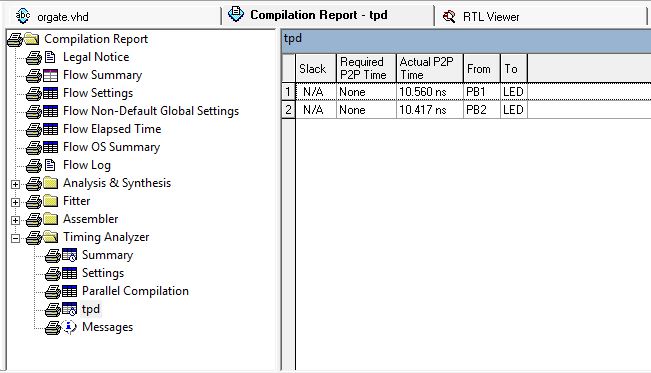 orgate.vhd Compilation Report - tpd RTL Viewer
Compilation Report
Legal Notice
Flow Summary
Flow Settings
Flow Non-Default Global Settings
Flow Elapsed Time
Flow OS Summary
Flow Log
Analysis & Synthesis
Fitter
Assembler
Timing Analyzer
Summary
Settings
Parallel Compilation
tpd
Messages
tpd
Slack Required P2P Time Actual P2P Time From To
1 N/A None 10.560 ns PB1 LED
2 N/A None 10.417 ns PB2 LED